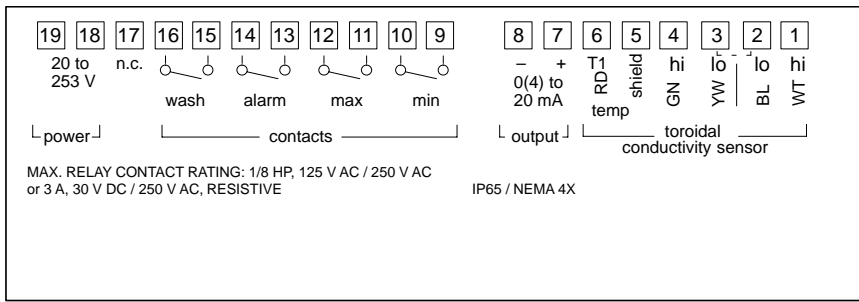 19 18 17 16 15 14 13 12 11 10 9 8 7 6 5 4 3 2 1
20 to 253 V
n.c.
wash
alarm
max
min
– +
0(4) to 20 mA
T1
RD
temp
shield
hi
GN
lo
YW
lo
BL
hi
WT
power
contacts
output
toroidal
conductivity sensor
MAX. RELAY CONTACT RATING: 1/8 HP, 125 V AC / 250 V AC
or 3 A, 30 V DC / 250 V AC, RESISTIVE
IP65 / NEMA 4X